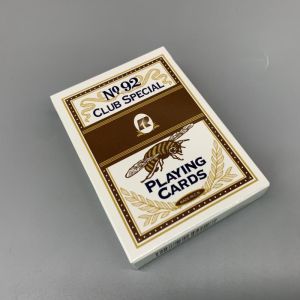 No. 92
CLUB SPECIAL
PLAYING
CARDS